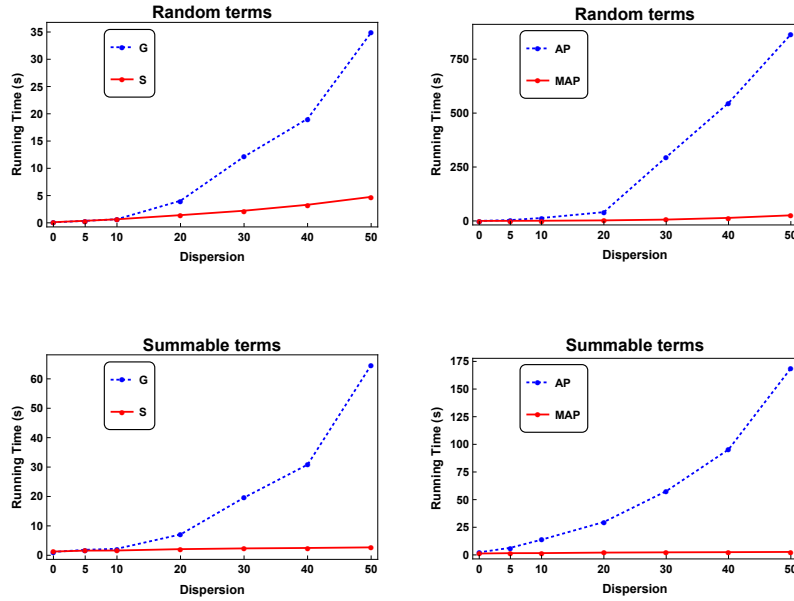 Random terms
35
30
25
20
15
10
5
0
Running Time (s)
G
S
0 5 10 20 30 40 50
Dispersion
Random terms
750
500
250
0
Running Time (s)
AP
MAP
0 5 10 20 30 40 50
Dispersion
Summable terms
60
50
40
30
20
10
0
Running Time (s)
G
S
0 5 10 20 30 40 50
Dispersion
Summable terms
175
150
125
100
75
50
25
0
Running Time (s)
AP
MAP
0 5 10 20 30 40 50
Dispersion